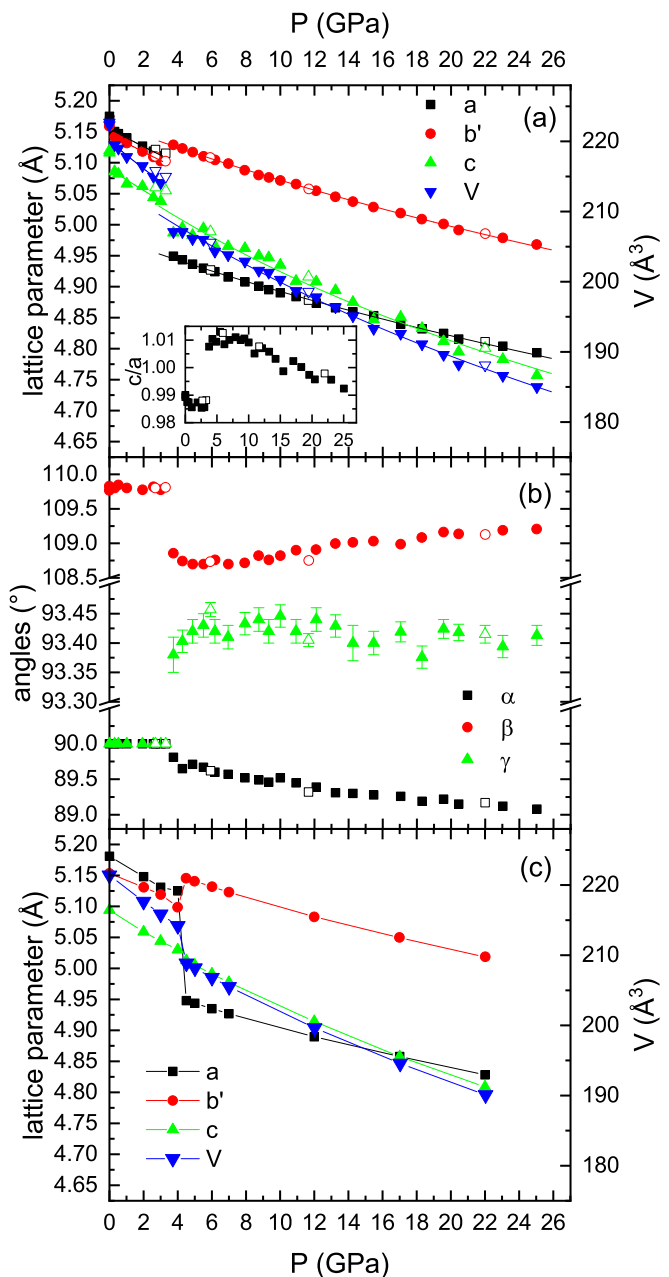 P (GPa)
0 2 4 6 8 10 12 14 16 18 20 22 24 26
(a)
a
b'
c
V
5.20
5.15
5.10
5.05
5.00
4.95
4.90
4.85
4.80
4.75
4.70
4.65
lattice parameter (Å)
220
210
200
190
180
V (Å³)
1.01
1.00
0.99
0.98
c/a
0 5 10 15 20 25
(b)
110.0
109.5
109.0
108.5
93.45
93.40
93.35
93.30
90.0
89.5
89.0
angles (°)
α
β
γ
(c)
5.20
5.15
5.10
5.05
5.00
4.95
4.90
4.85
4.80
4.75
4.70
4.65
lattice parameter (Å)
220
210
200
190
180
V (Å³)
a
b'
c
V
0 2 4 6 8 10 12 14 16 18 20 22 24 26
P (GPa)